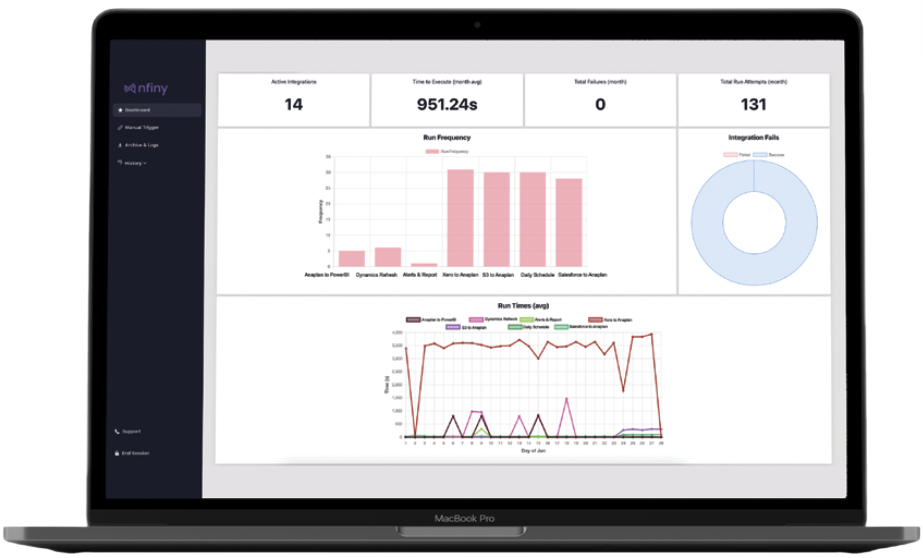 nfiny
Dashboard
Manual Trigger
Archive & Logs
History
Support
End Session
Active Integrations
14
Time to Execute (month avg)
951.24s
Total Failures (month)
0
Total Run Attempts (month)
131
Run Frequency
Run Frequency
Frequency
35
30
25
20
15
10
5
0
Anaplan to PowerBI Dynamics Refresh Alerts & Report Xero to Anaplan S3 to Anaplan Daily Schedule Salesforce to Anaplan
Integration Fails
Failed Success
Run Times (avg)
Anaplan to PowerBI Dynamics Refresh Alerts & Report Xero to Anaplan
S3 to Anaplan Daily Schedule Salesforce to Anaplan
Time (s)
4,000
3,500
3,000
2,500
2,000
1,500
1,000
500
0
1 2 3 4 5 6 7 8 9 10 11 12 13 14 15 16 17 18 19 20 21 22 23 24 25 26 27 28
Day of Jan
MacBook Pro